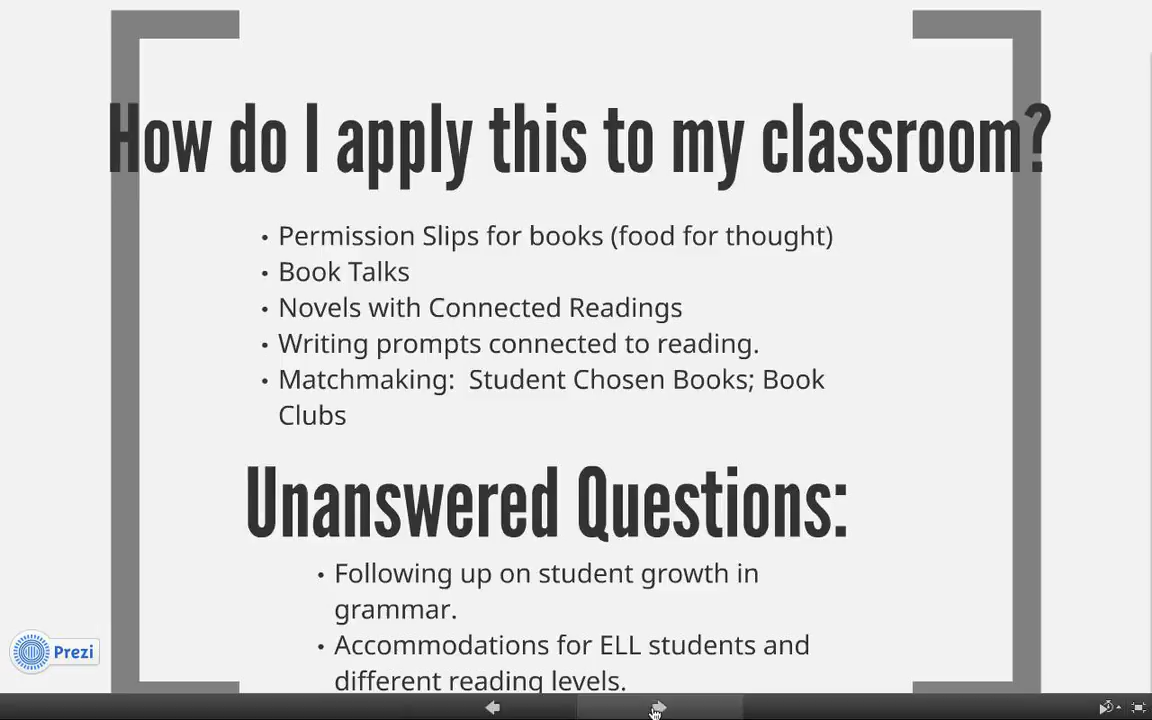 How do I apply this to my classroom?
• Permission Slips for books (food for thought)
• Book Talks
• Novels with Connected Readings
• Writing prompts connected to reading.
• Matchmaking:  Student Chosen Books; Book
Clubs
Unanswered Questions:
• Following up on student growth in
grammar.
• Accommodations for ELL students and
different reading levels.
Prezi